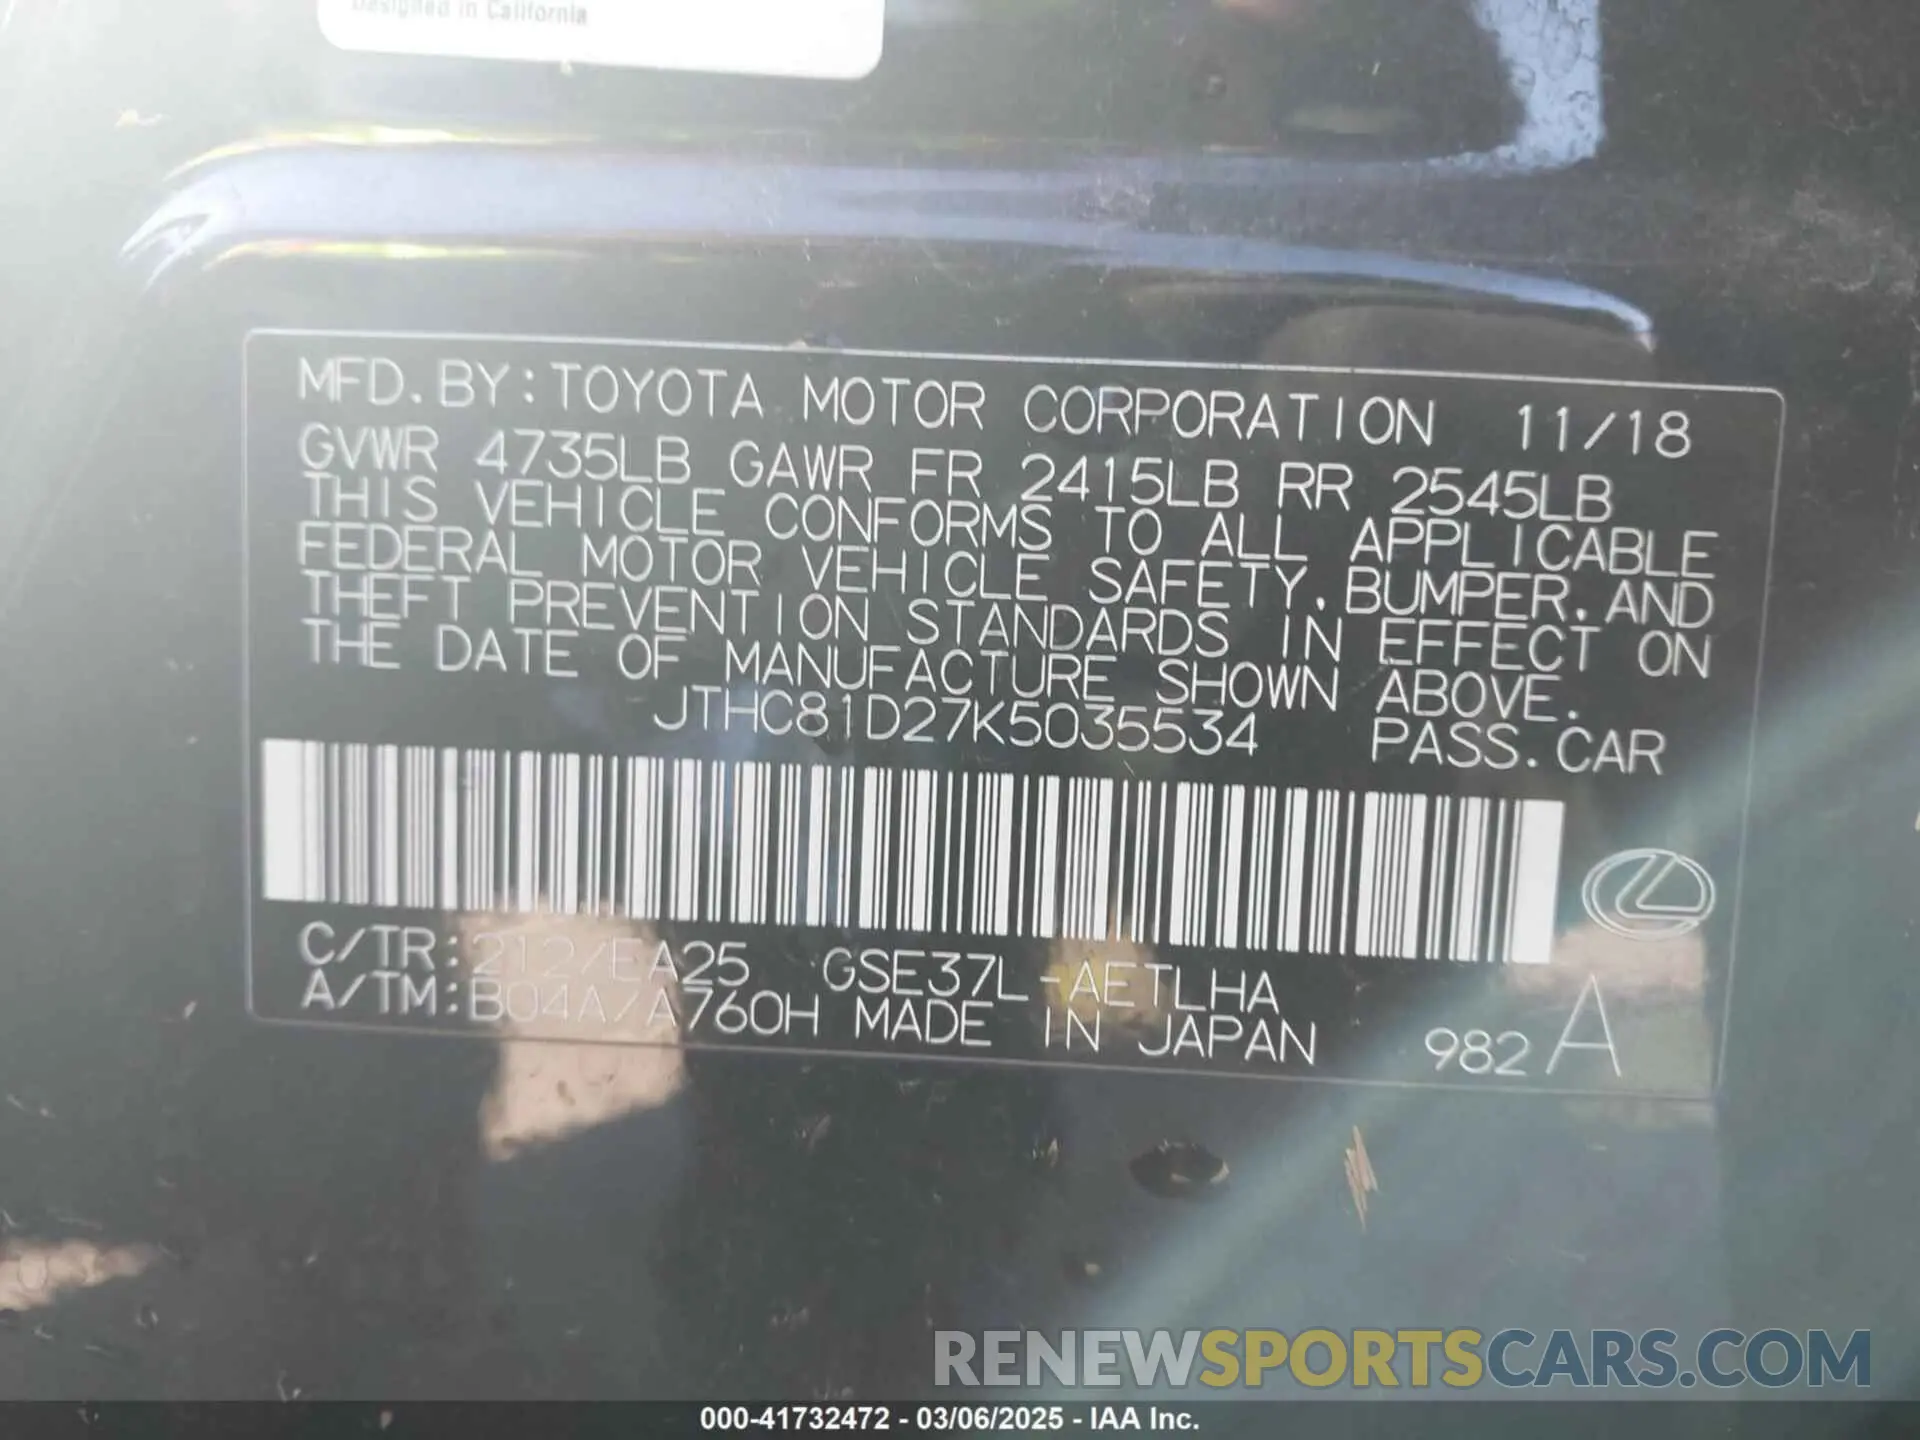 Designed in California
MFD. BY: TOYOTA MOTOR CORPORATION 11/18
GVWR 4735LB GAWR FR 2415LB RR 2545LB
THIS VEHICLE CONFORMS TO ALL APPLICABLE
FEDERAL MOTOR VEHICLE SAFETY, BUMPER, AND
THEFT PREVENTION STANDARDS IN EFFECT ON
THE DATE OF MANUFACTURE SHOWN ABOVE.
JTHC81D27K5035534 PASS. CAR
C/TR: 212/EA25 GSE37L-AETLHA
A/TM: B04A/A760H MADE IN JAPAN 982 A
RENEWSPORTSCARS.COM
000-41732472 - 03/06/2025 - IAA Inc.